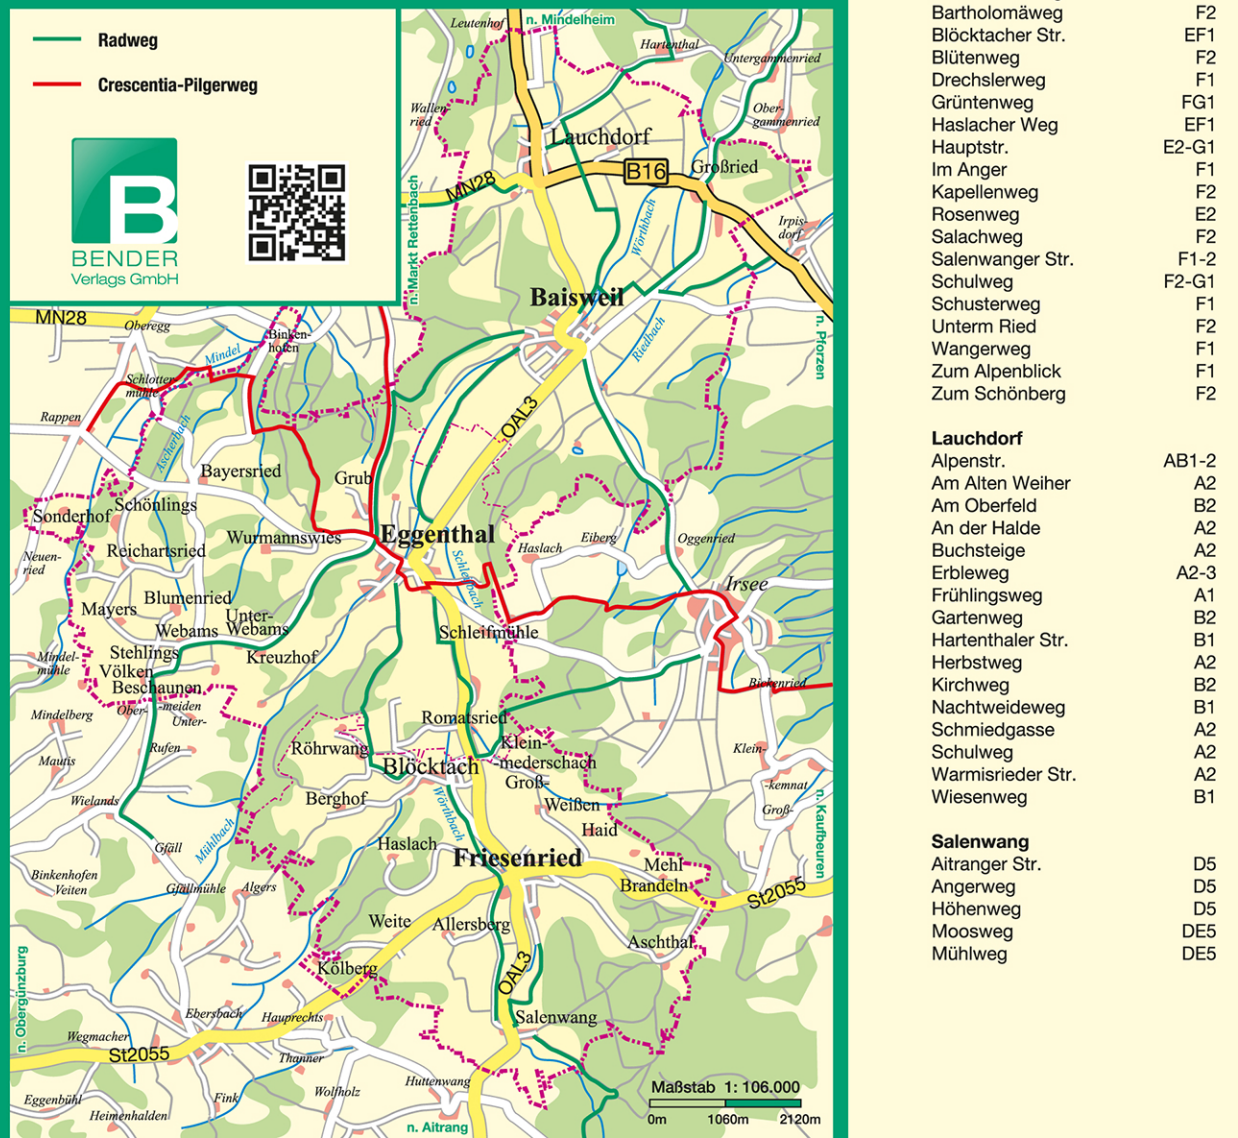 Radweg
Crescentia-Pilgerweg
B
BENDER
Verlags GmbH
n. Mindelheim
Leutenhof
Hartenthal
Untergammenried
Wallen-
ried
Ober-
gammenried
Lauchdorf
B16
Großried
MN28
n. Markt Rettenbach
Wörthbach
Irpis-
dorf
Baisweil
MN28
Oberegg
Binken-
hofen
Riedbach
n. Pforzen
Mindel
Schlotter-
mühle
Rappen
OAL3
Ascherbach
Bayersried
Grub
Schönlings
Sonderhof
Wurmannswies
Eggenthal
Reichartsried
Neuen-
ried
Haslach
Eiberg
Oggenried
Schleifbach
Irsee
Blumenried
Mayers
Unter-
Webams
Webams
Schleifmühle
Stehlings
Kreuzhof
Mindel-
mühle
Völken
Beschaunen
Bickenried
Ober-
-meiden
Unter-
Mindelberg
Romatsried
Rufen
Röhrwang
Klein-
-mederschach
Groß-
Klein-
-kemnat
Groß-
Mautis
Blöcktach
Wielands
Berghof
Weißen
Wörthbach
n. Kaufbeuren
Mühlbach
Haid
Gfäll
Haslach
Friesenried
Mehl
Brandeln
Binkenhofen
Veiten
Gfällmühle
Algers
St2055
Weite
Allersberg
Aschthal
n. Obergünzburg
Kölberg
OAL3
Ebersbach
Hauprechts
Salenwang
Wegmacher
St2055
Thanner
Huttenwang
Wolfholz
Eggenbühl
Fink
Heimenhalden
n. Aitrang
Maßstab 1: 106.000
0m 1060m 2120m
Bartholomäweg F2
Blöcktacher Str. EF1
Blütenweg F2
Drechslerweg F1
Grüntenweg FG1
Haslacher Weg EF1
Hauptstr. E2-G1
Im Anger F1
Kapellenweg F2
Rosenweg E2
Salachweg F2
Salenwanger Str. F1-2
Schulweg F2-G1
Schusterweg F1
Unterm Ried F2
Wangerweg F1
Zum Alpenblick F1
Zum Schönberg F2
Lauchdorf
Alpenstr. AB1-2
Am Alten Weiher A2
Am Oberfeld B2
An der Halde A2
Buchsteige A2
Erbleweg A2-3
Frühlingsweg A1
Gartenweg B2
Hartenthaler Str. B1
Herbstweg A2
Kirchweg B2
Nachtweideweg B1
Schmiedgasse A2
Schulweg A2
Warmisrieder Str. A2
Wiesenweg B1
Salenwang
Aitranger Str. D5
Angerweg D5
Höhenweg D5
Moosweg DE5
Mühlweg DE5